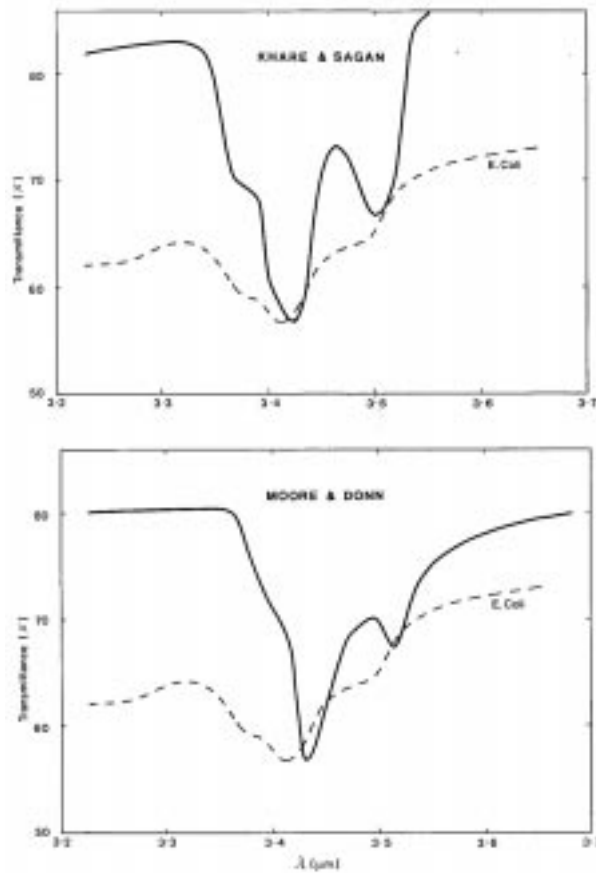 KHARE & SAGAN
80
70
60
50
Transmittance (%)
E.Coli
3·2 3·3 3·4 3·5 3·6 3·7
MOORE & DONN
80
70
60
50
Transmittance (%)
E.Coli
3·2 3·3 3·4 3·5 3·6 3·7
λ (μm)